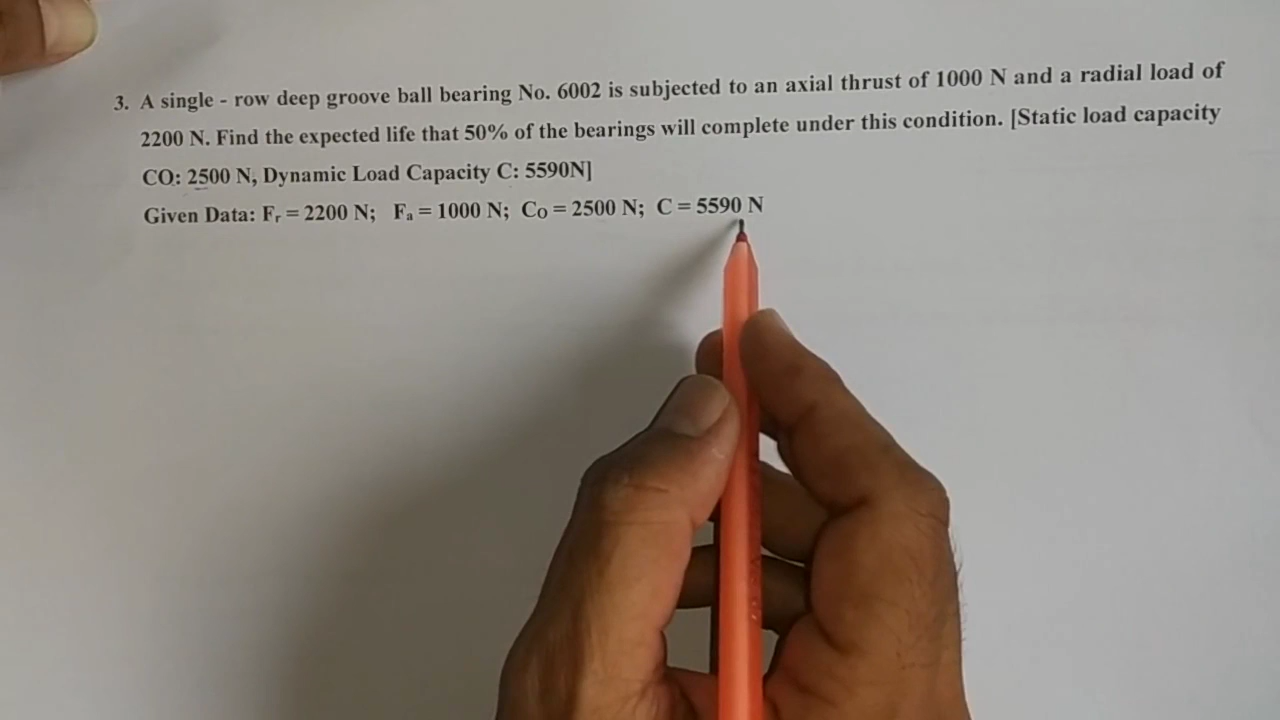 3. A single - row deep groove ball bearing No. 6002 is subjected to an axial thrust of 1000 N and a radial load of
2200 N. Find the expected life that 50% of the bearings will complete under this condition. [Static load capacity
CO: 2500 N, Dynamic Load Capacity C: 5590N]
Given Data: Fr = 2200 N; Fa = 1000 N; CO = 2500 N; C = 5590 N